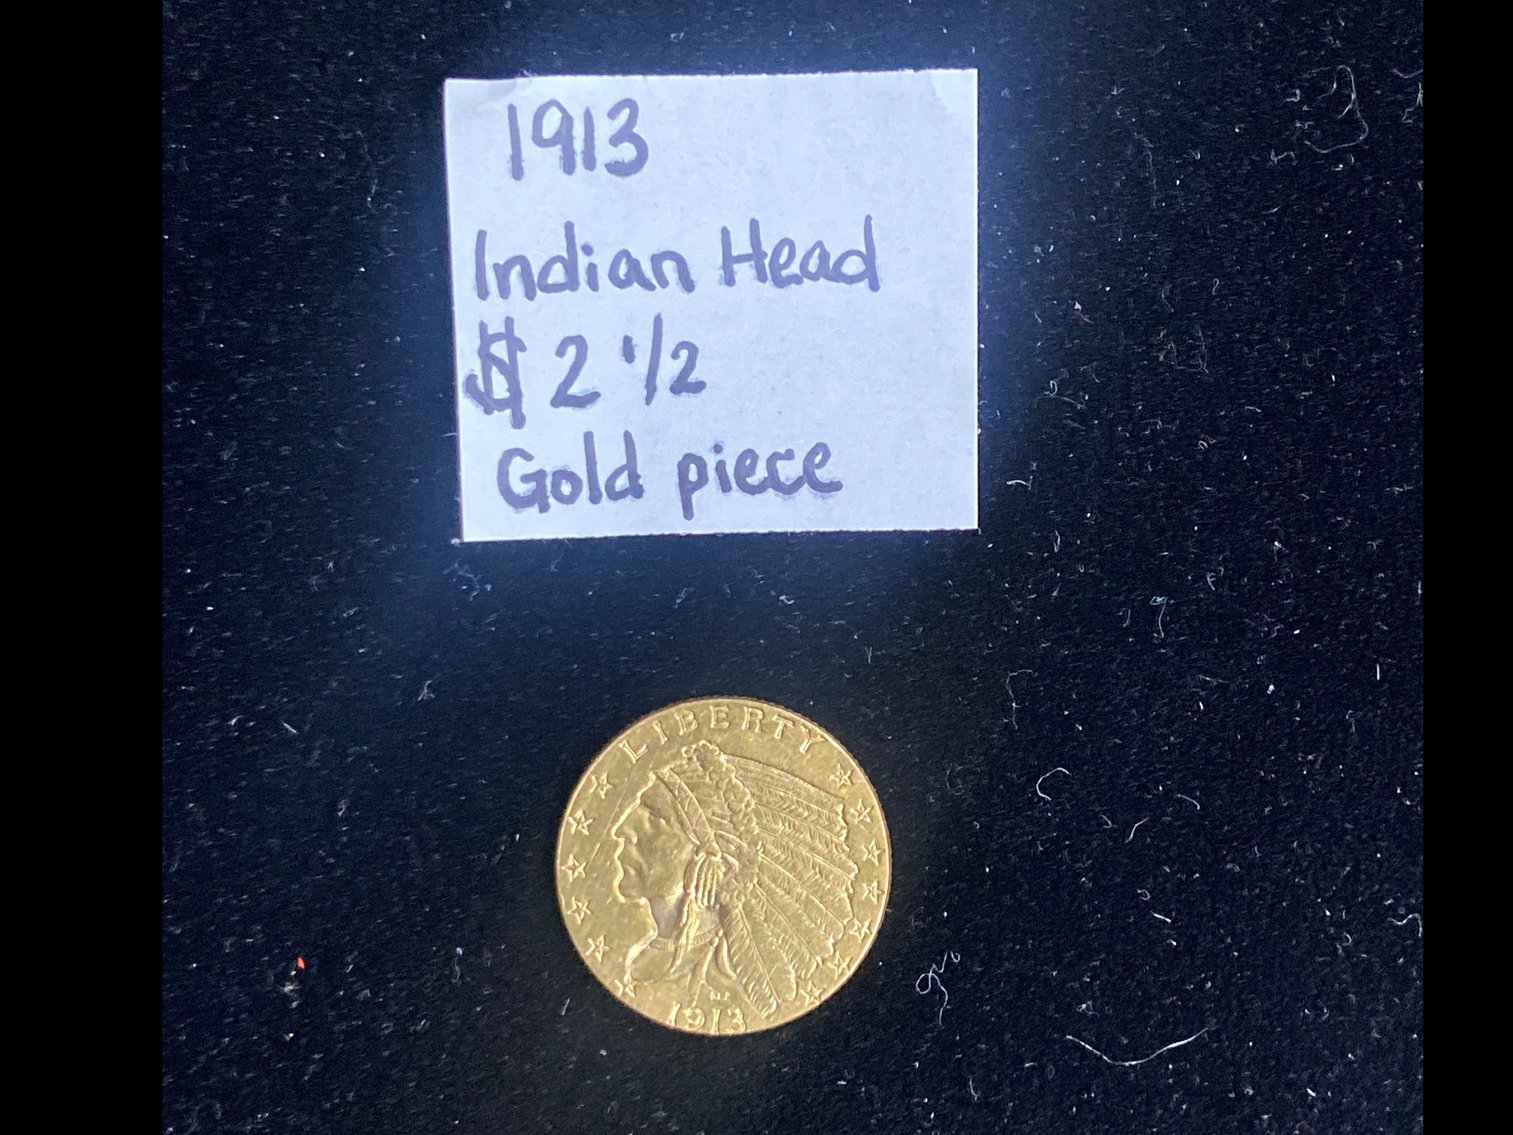 1913
Indian Head
$ 2 1/2
Gold piece
LIBERTY
1913